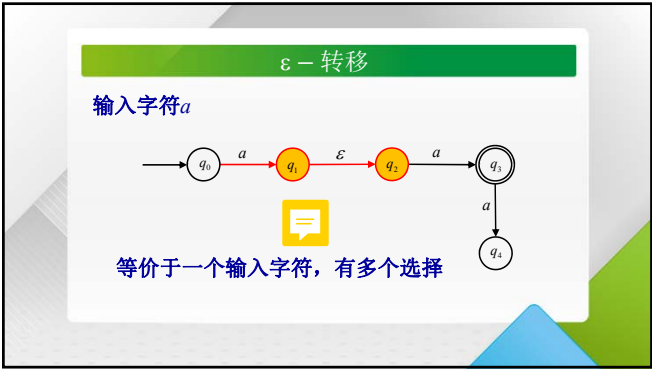 ε – 转移
输入字符a
a ε a
q₀ q₁ q₂ q₃
a
q₄
等价于一个输入字符，有多个选择